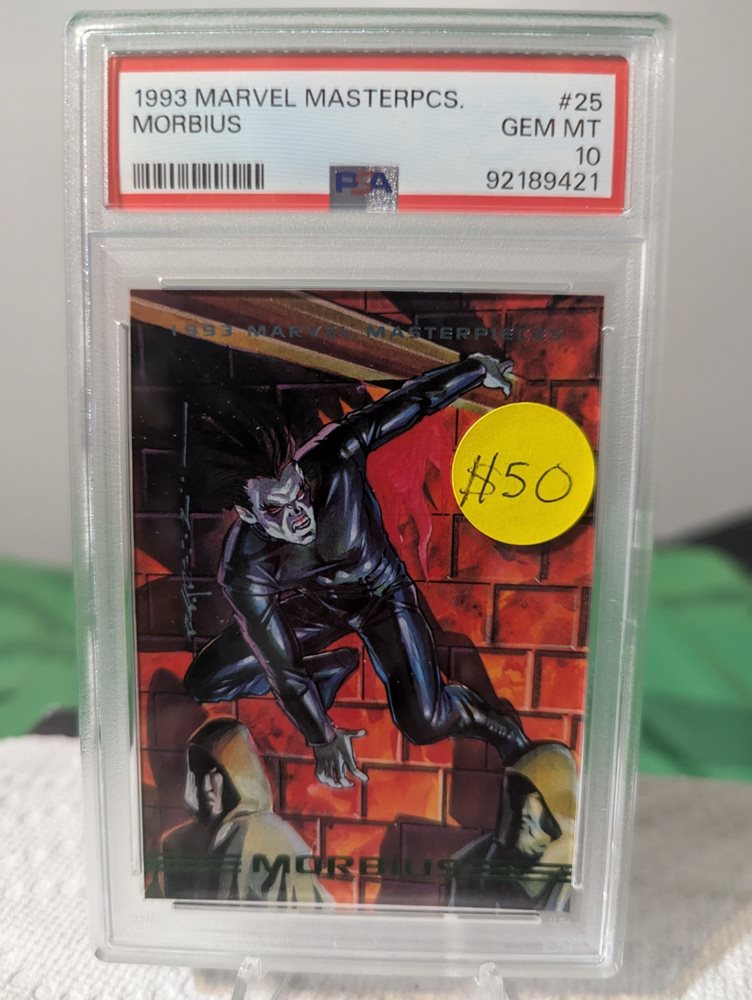 1993 MARVEL MASTERPCS. #25
MORBIUS GEM MT
10
PSA 92189421
1993 MARVEL MASTERPIECES
$50
MORBIUS